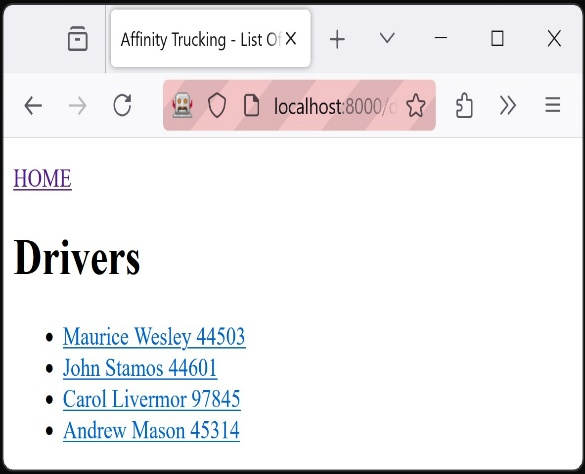 Affinity Trucking - List Of
localhost:8000/d
HOME
Drivers
Maurice Wesley 44503
John Stamos 44601
Carol Livermor 97845
Andrew Mason 45314